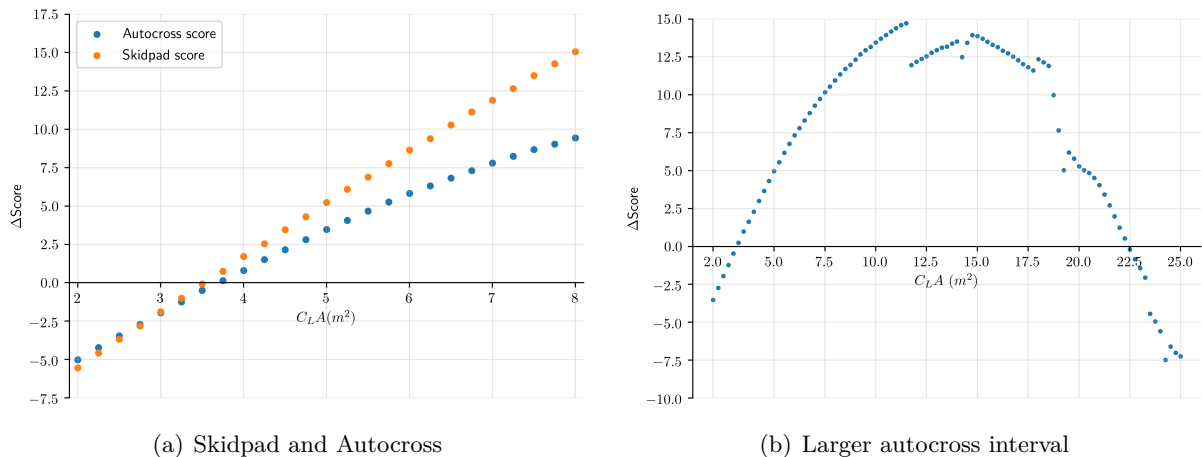 17.5
15.0
12.5
10.0
7.5
5.0
2.5
0.0
−2.5
−5.0
−7.5
ΔScore
Autocross score
Skidpad score
2 3 4 5 6 7 8
C_L A(m²)
(a) Skidpad and Autocross
15.0
12.5
10.0
7.5
5.0
2.5
0.0
−2.5
−5.0
−7.5
−10.0
ΔScore
2.0 5.0 7.5 10.0 12.5 15.0 17.5 20.0 22.5 25.0
C_L A (m²)
(b) Larger autocross interval